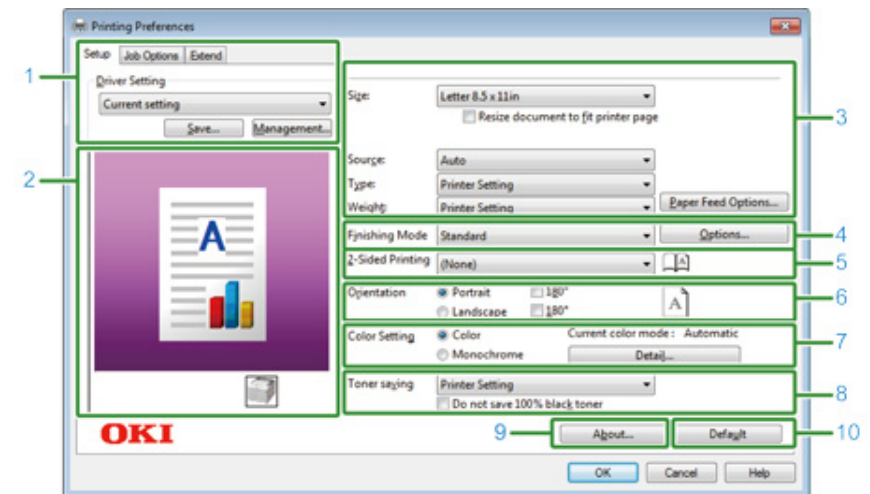 Printing Preferences
Setup Job Options Extend
1
Driver Setting
Current setting
Save... Management...
2
A
Size: Letter 8.5 x 11in
Resize document to fit printer page
3
Source: Auto
Type: Printer Setting
Weight: Printer Setting Paper Feed Options...
Finishing Mode Standard Options... 4
2-Sided Printing (None) A 5
Orientation Portrait 180° A 6
Landscape 180°
Color Setting Color Current color mode : Automatic 7
Monochrome Detail...
Toner saving Printer Setting 8
Do not save 100% black toner
OKI 9 About... Default 10
OK Cancel Help